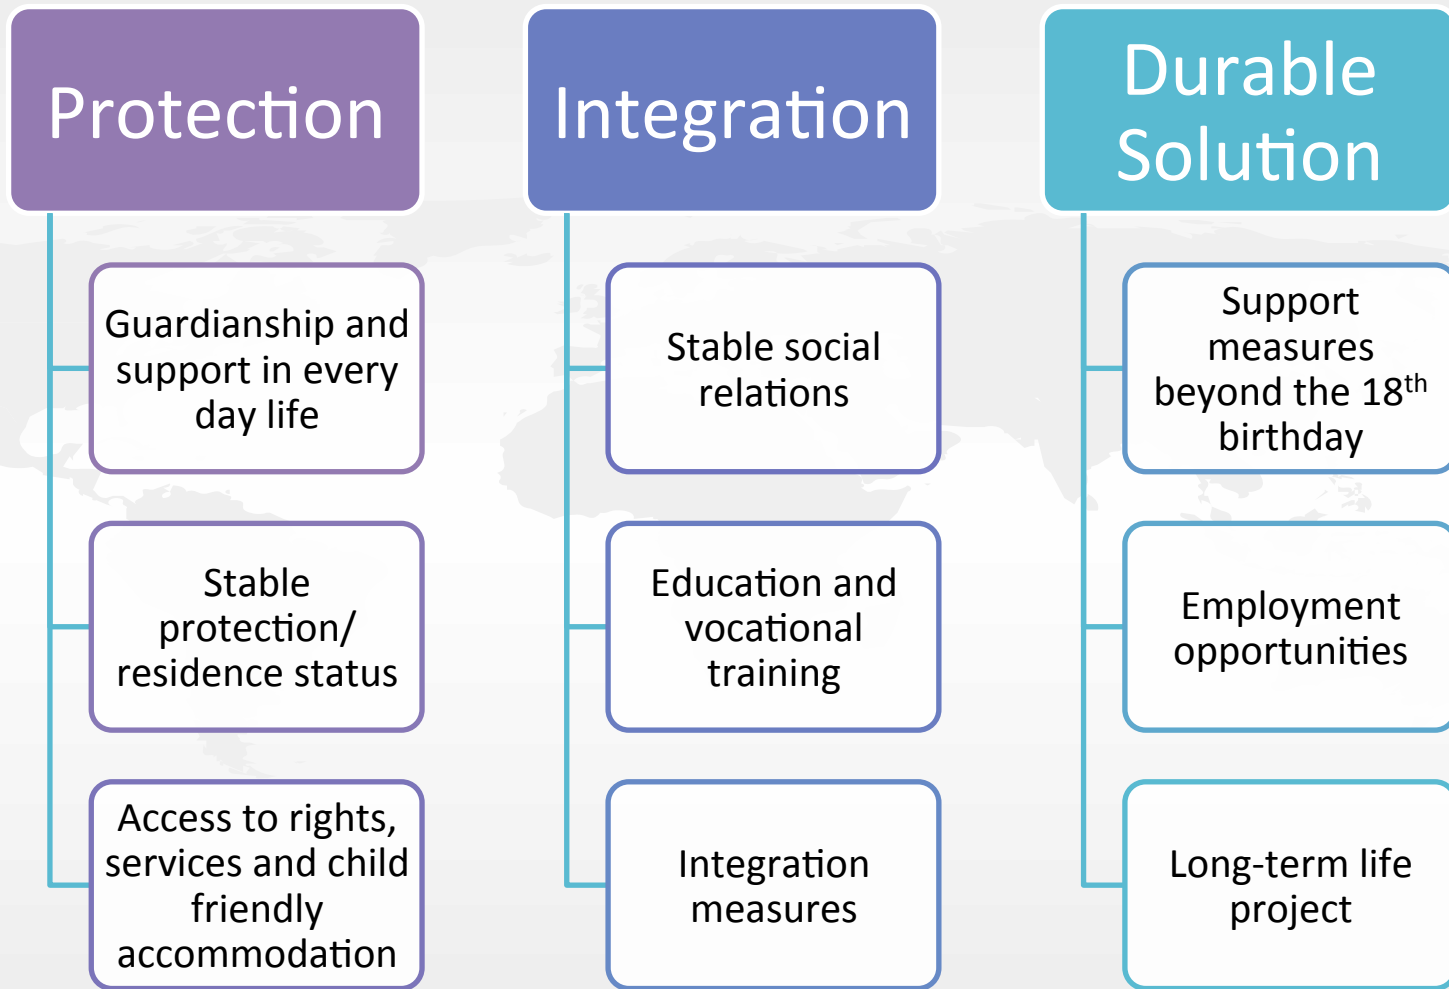 Protection
Guardianship and
support in every
day life
Stable
protection/
residence status
Access to rights,
services and child
friendly
accommodation
Integration
Stable social
relations
Education and
vocational
training
Integration
measures
Durable
Solution
Support
measures
beyond the 18th
birthday
Employment
opportunities
Long-term life
project